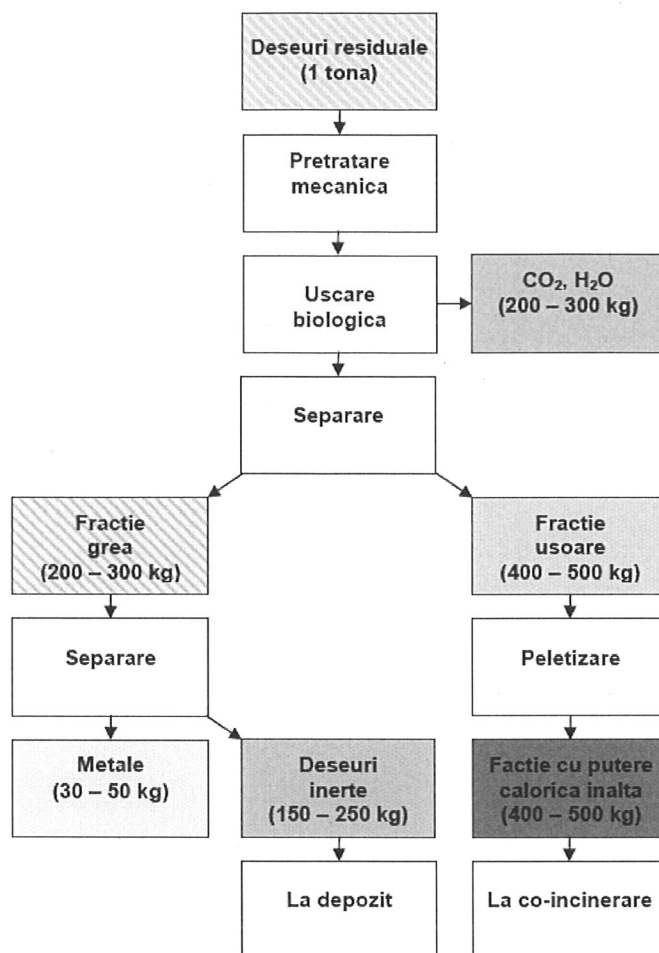 Deseuri residuale
(1 tona)
Pretratare
mecanica
Uscare
biologica
CO₂, H₂O
(200 – 300 kg)
Separare
Fractie
grea
(200 – 300 kg)
Fractie
usoare
(400 – 500 kg)
Separare
Peletizare
Metale
(30 – 50 kg)
Deseuri
inerte
(150 – 250 kg)
Factie cu putere
calorica inalta
(400 – 500 kg)
La depozit
La co-incinerare